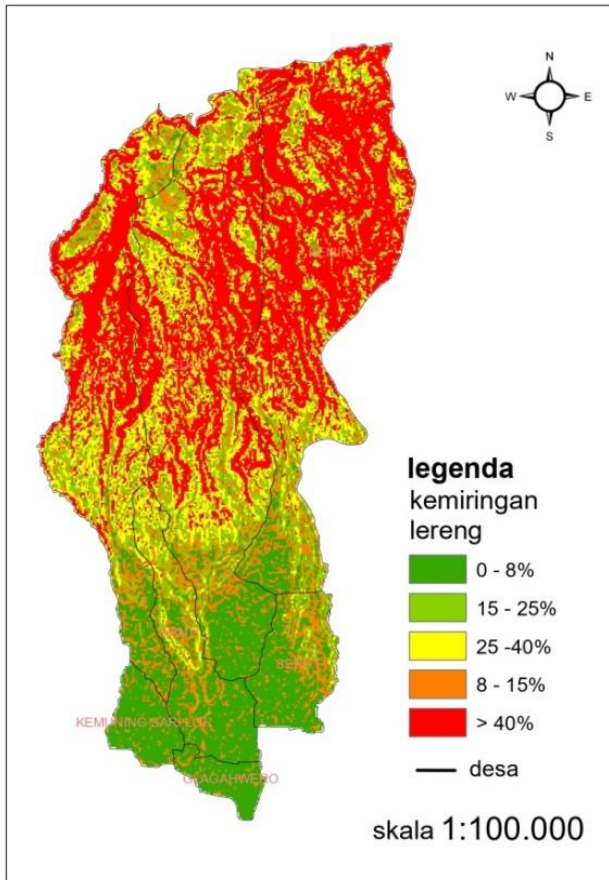 N
W E
S
legenda
kemiringan
lereng
0 - 8%
15 - 25%
25 -40%
8 - 15%
> 40%
desa
skala 1:100.000
KEMUNING SARI LOR